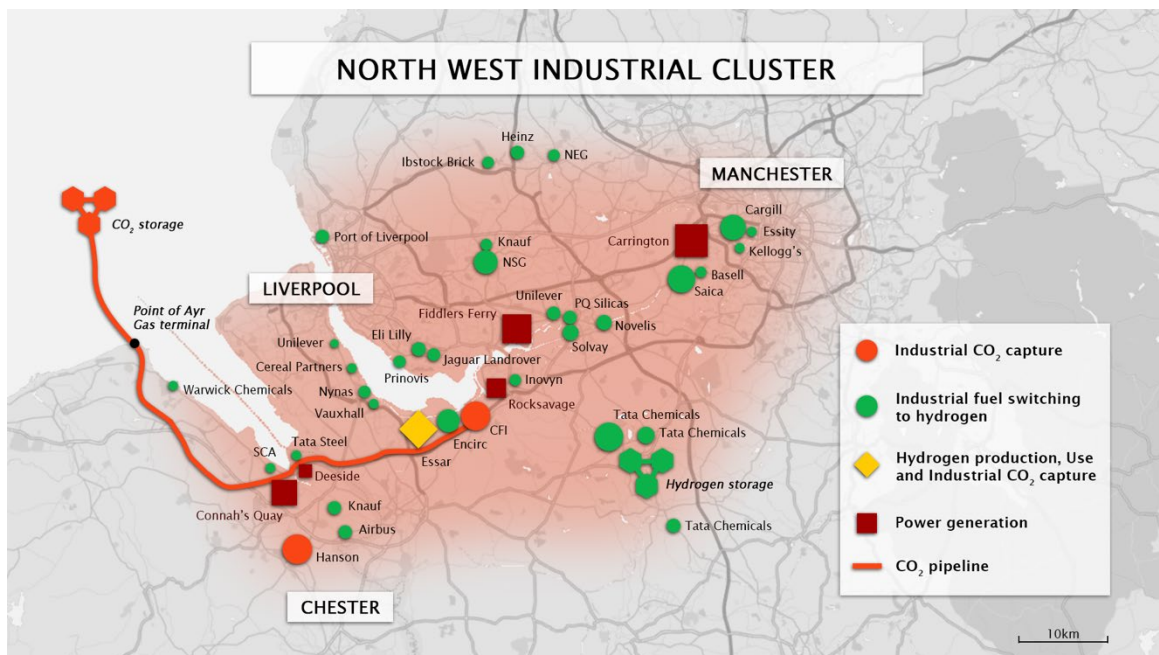 NORTH WEST INDUSTRIAL CLUSTER
Heinz
Ibstock Brick
NEG
MANCHESTER
CO₂ storage
Port of Liverpool
Knauf
NSG
Carrington
Cargill
Essity
Kellogg's
Basell
Saica
LIVERPOOL
Point of Ayr
Gas terminal
Unilever
Fiddlers Ferry
PQ Silicas
Novelis
Solvay
Unilever
Eli Lilly
Jaguar Landrover
Cereal Partners
Prinovis
Warwick Chemicals
Nynas
Vauxhall
Inovyn
Rocksavage
CFI
Encirc
Essar
Tata Chemicals
Tata Chemicals
Hydrogen storage
Tata Chemicals
Tata Steel
SCA
Deeside
Connah's Quay
Knauf
Airbus
Hanson
CHESTER
Industrial CO₂ capture
Industrial fuel switching
to hydrogen
Hydrogen production, Use
and Industrial CO₂ capture
Power generation
CO₂ pipeline
10km